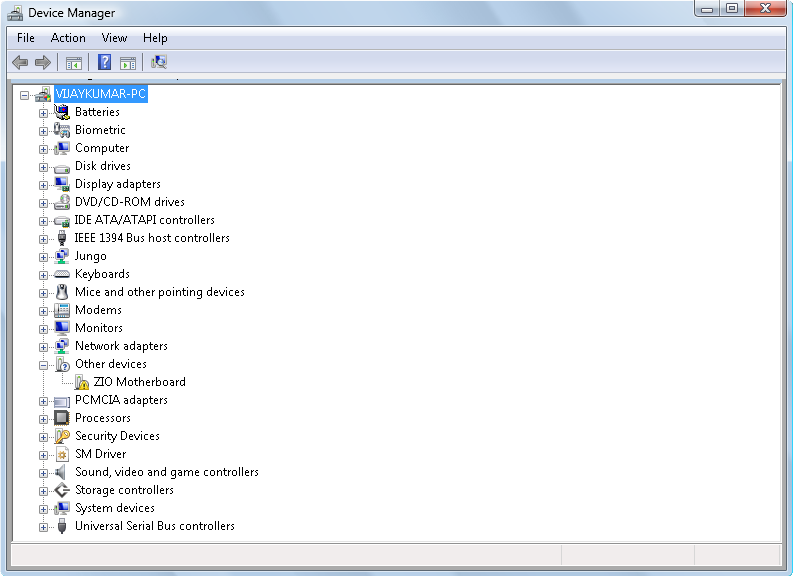 Device Manager
File Action View Help
VIJAYKUMAR-PC
Batteries
Biometric
Computer
Disk drives
Display adapters
DVD/CD-ROM drives
IDE ATA/ATAPI controllers
IEEE 1394 Bus host controllers
Jungo
Keyboards
Mice and other pointing devices
Modems
Monitors
Network adapters
Other devices
ZIO Motherboard
PCMCIA adapters
Processors
Security Devices
SM Driver
Sound, video and game controllers
Storage controllers
System devices
Universal Serial Bus controllers